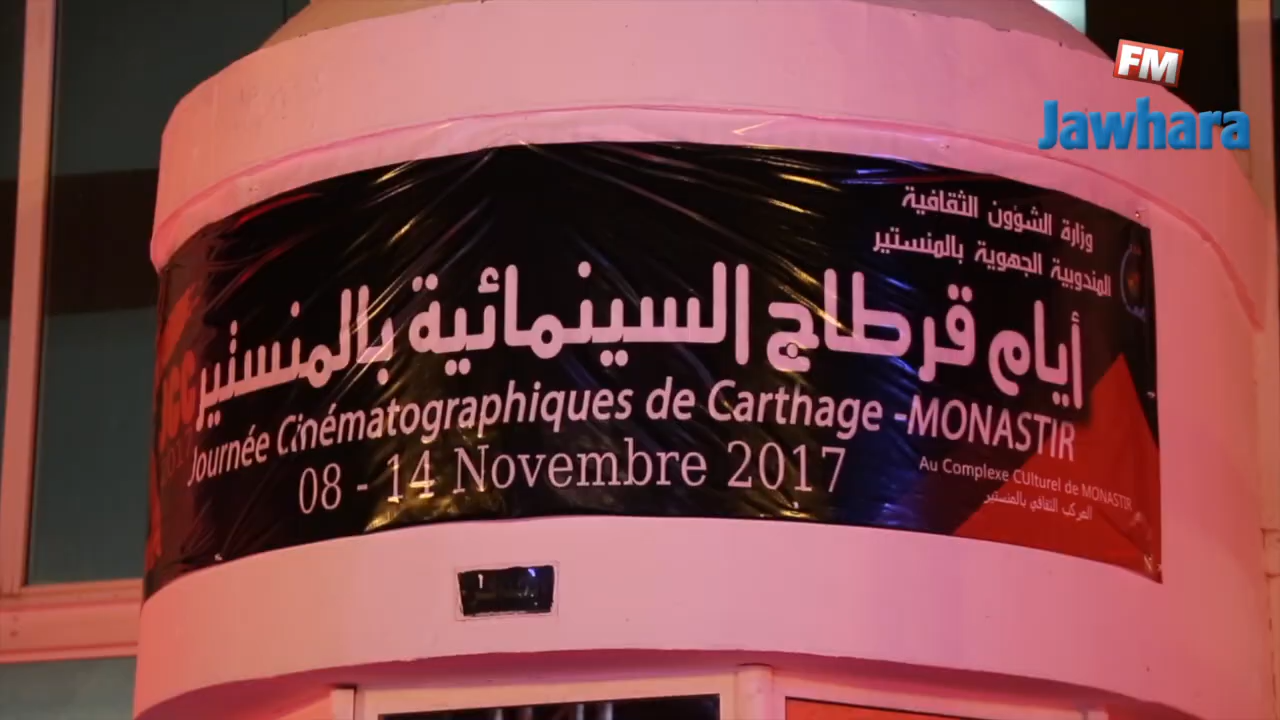 FM
Jawhara
وزارة الشؤون الثقافية
المندوبية الجهوية بالمنستير
أيام قرطاج السينمائية بالمنستير
JCC
Journée Cinématographiques de Carthage -MONASTIR
08 - 14 Novembre 2017
Au Complexe CUlturel de MONASTIR
المركب الثقافي بالمنستير